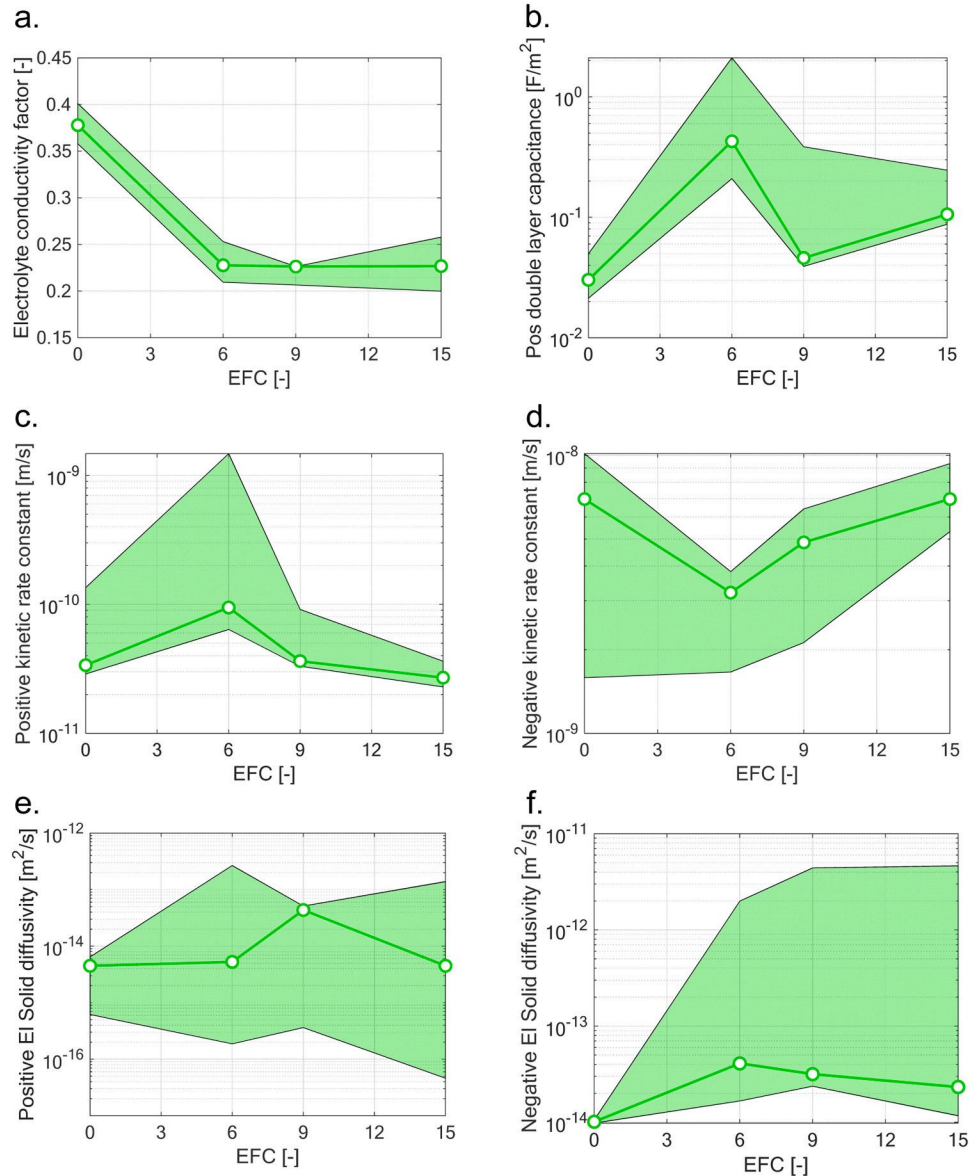 a.
Electrolyte conductivity factor [-]
0.45
0.4
0.35
0.3
0.25
0.2
0.15
0 3 6 9 12 15
EFC [-]
b.
Pos double layer capacitance [F/m²]
10⁰
10⁻¹
10⁻²
0 3 6 9 12 15
EFC [-]
c.
Positive kinetic rate constant [m/s]
10⁻⁹
10⁻¹⁰
10⁻¹¹
0 3 6 9 12 15
EFC [-]
d.
Negative kinetic rate constant [m/s]
10⁻⁸
10⁻⁹
0 3 6 9 12 15
EFC [-]
e.
Positive EI Solid diffusivity [m²/s]
10⁻¹²
10⁻¹⁴
10⁻¹⁶
0 3 6 9 12 15
EFC [-]
f.
Negative EI Solid diffusivity [m²/s]
10⁻¹¹
10⁻¹²
10⁻¹³
10⁻¹⁴
0 3 6 9 12 15
EFC [-]